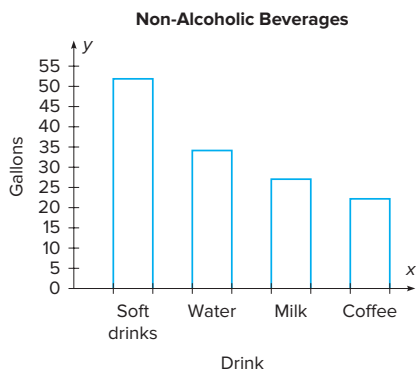 Non-Alcoholic Beverages
y
55
50
45
40
35
30
25
20
15
10
5
0
Gallons
x
Soft
drinks
Water
Milk
Coffee
Drink